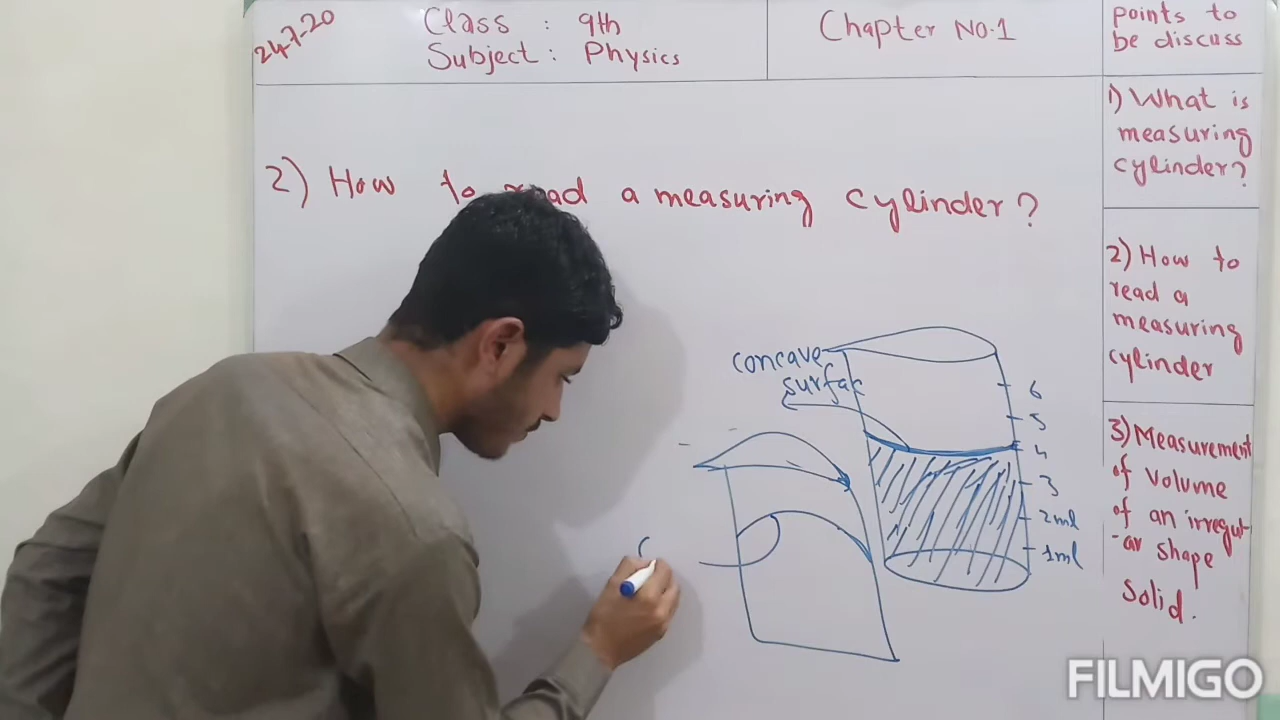 24-7-20
Class : 9th
Subject : Physics
Chapter No.1
points to
be discuss
1) What is
measuring
cylinder?
2) How to
read a
measuring
cylinder
3) Measurement
of volume
of an irregul-
-ar shape
Solid.
2) How to read a measuring cylinder?
concave
surfac
6
5
4
3
2ml
1ml
FILMIGO